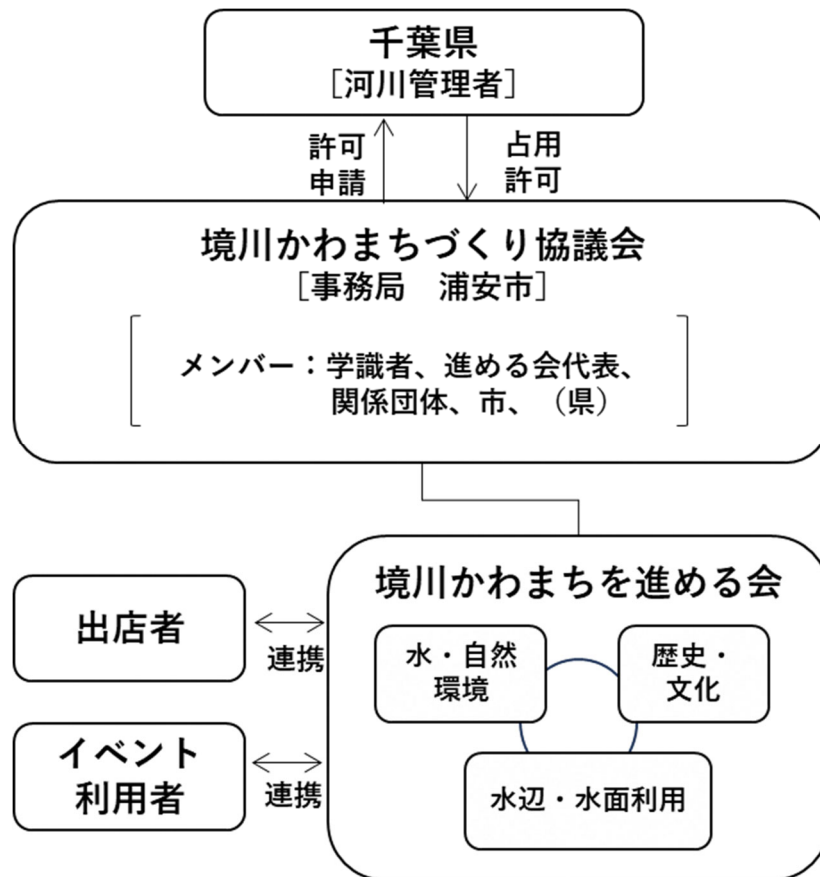 千葉県
［河川管理者］
許可
申請
占用
許可
境川かわまちづくり協議会
［事務局　浦安市］
メンバー：学識者、進める会代表、
関係団体、市、（県）
境川かわまちを進める会
出店者
連携
水・自然
環境
歴史・
文化
イベント
利用者
連携
水辺・水面利用